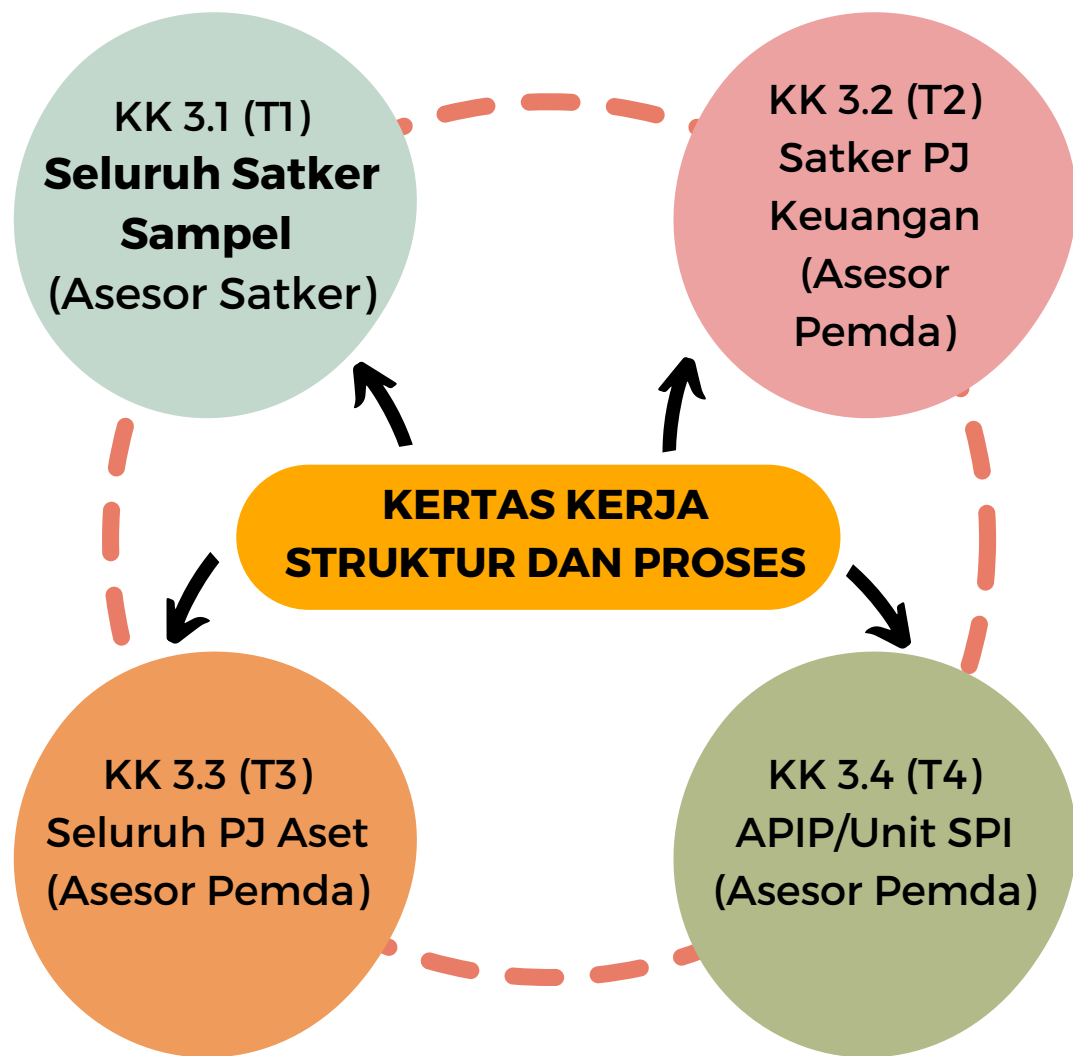 KK 3.1 (T1)
Seluruh Satker
Sampel
(Asesor Satker)
KK 3.2 (T2)
Satker PJ
Keuangan
(Asesor
Pemda)
KERTAS KERJA
STRUKTUR DAN PROSES
KK 3.3 (T3)
Seluruh PJ Aset
(Asesor Pemda)
KK 3.4 (T4)
APIP/Unit SPI
(Asesor Pemda)